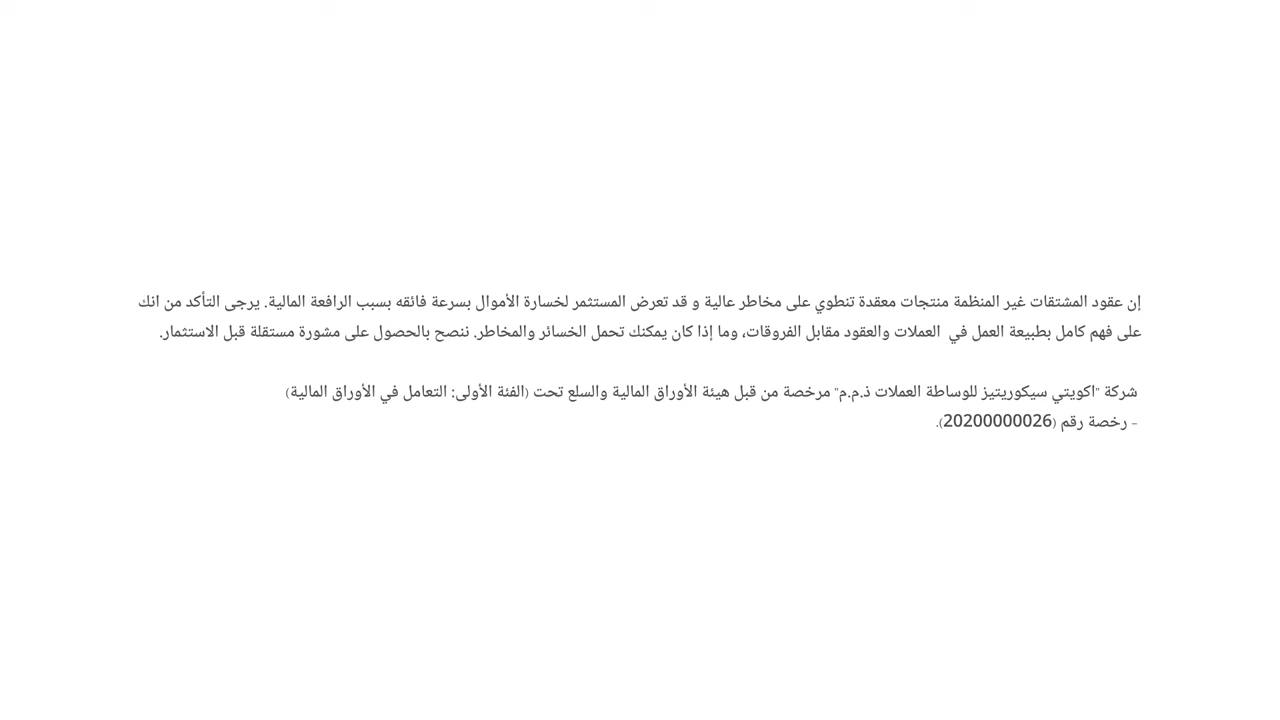 إن عقود المشتقات غير المنظمة منتجات معقدة تنطوي على مخاطر عالية و قد تعرض المستثمر لخسارة الأموال بسرعة فائقه بسبب الرافعة المالية. يرجى التأكد من انك
على فهم كامل بطبيعة العمل في العملات والعقود مقابل الفروقات، وما إذا كان يمكنك تحمل الخسائر والمخاطر. ننصح بالحصول على مشورة مستقلة قبل الاستثمار.
شركة "اكويتي سيكوريتيز للوساطة العملات ذ.م.م" مرخصة من قبل هيئة الأوراق المالية والسلع تحت (الفئة الأولى: التعامل في الأوراق المالية)
– رخصة رقم (20200000026).